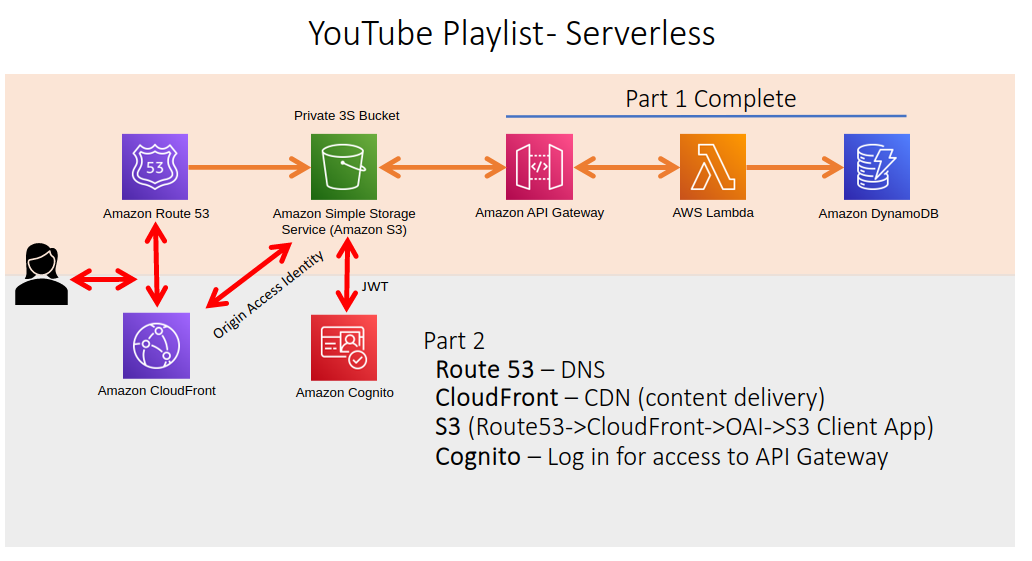 YouTube Playlist- Serverless
Part 1 Complete
Private 3S Bucket
53
</>
Amazon Route 53
Amazon Simple Storage
Service (Amazon S3)
Amazon API Gateway
AWS Lambda
Amazon DynamoDB
Origin Access Identity
JWT
Amazon CloudFront
Amazon Cognito
Part 2
Route 53 – DNS
CloudFront – CDN (content delivery)
S3 (Route53->CloudFront->OAI->S3 Client App)
Cognito – Log in for access to API Gateway